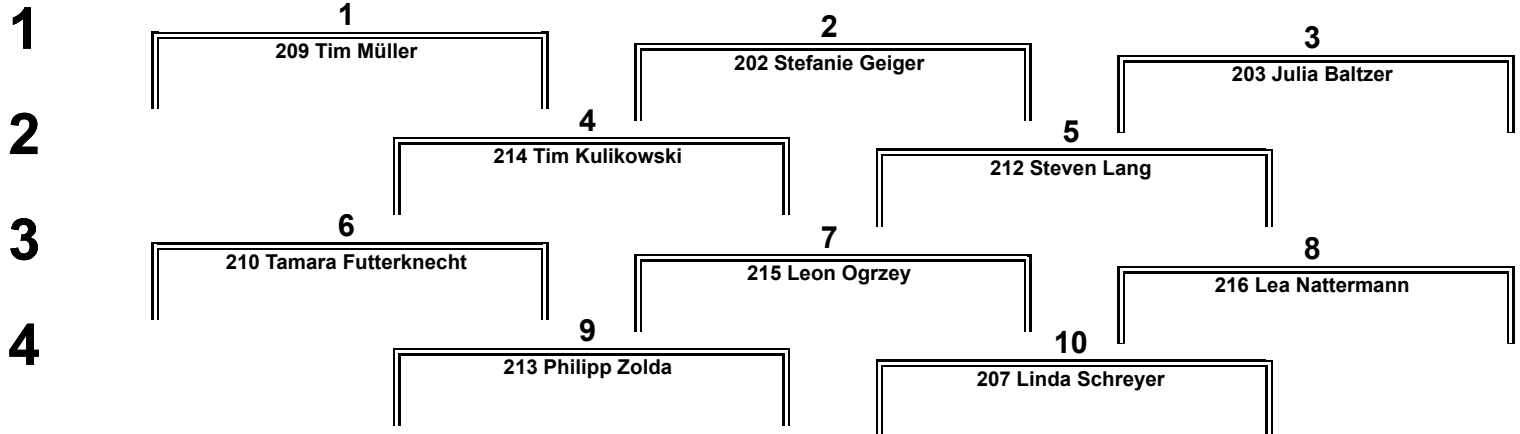 1
1
209 Tim Müller
2
202 Stefanie Geiger
3
203 Julia Baltzer
2
4
214 Tim Kulikowski
5
212 Steven Lang
3
6
210 Tamara Futterknecht
7
215 Leon Ogrzey
8
216 Lea Nattermann
4
9
213 Philipp Zolda
10
207 Linda Schreyer